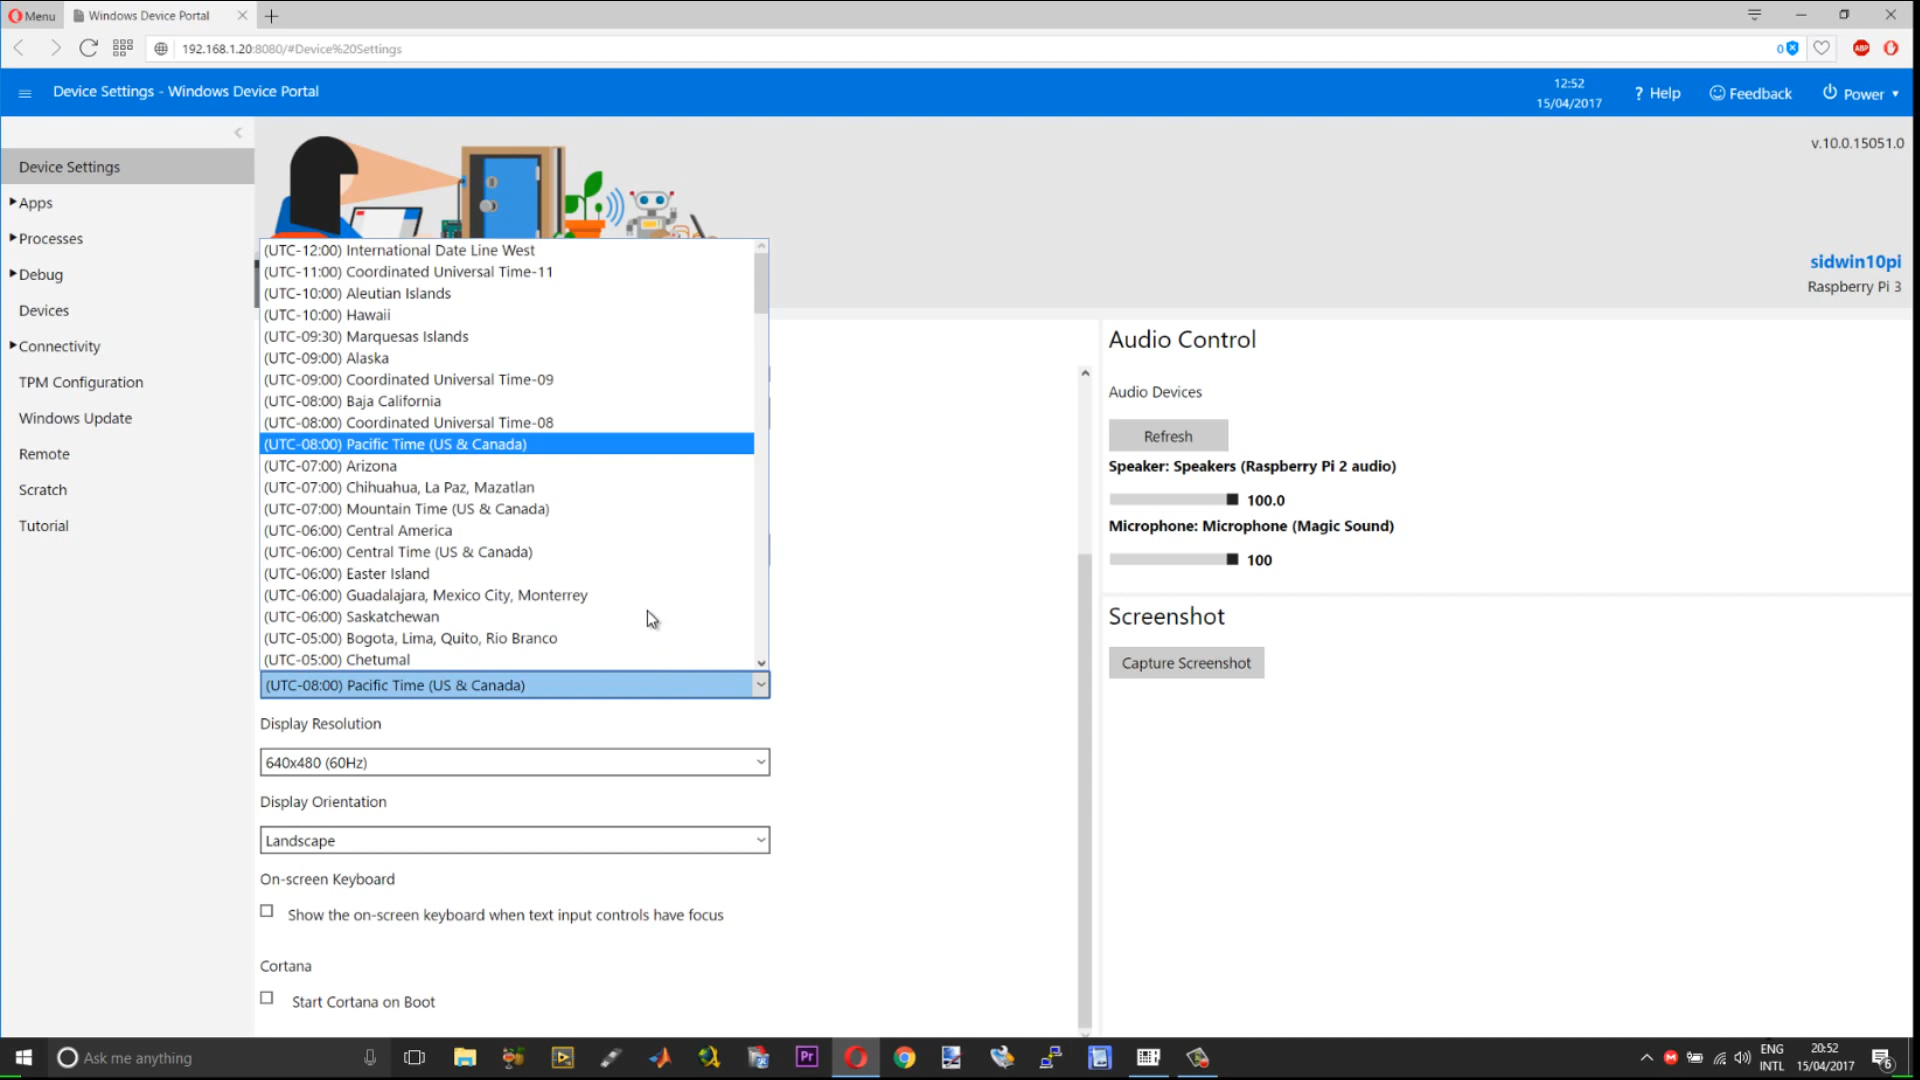 Menu
Windows Device Portal
192.168.1.20:8080/#Device%20Settings
0
ABP
Device Settings - Windows Device Portal
12:52
15/04/2017
? Help
Feedback
Power
Device Settings
Apps
Processes
Debug
Devices
Connectivity
TPM Configuration
Windows Update
Remote
Scratch
Tutorial
v.10.0.15051.0
sidwin10pi
Raspberry Pi 3
(UTC-12:00) International Date Line West
(UTC-11:00) Coordinated Universal Time-11
(UTC-10:00) Aleutian Islands
(UTC-10:00) Hawaii
(UTC-09:30) Marquesas Islands
(UTC-09:00) Alaska
(UTC-09:00) Coordinated Universal Time-09
(UTC-08:00) Baja California
(UTC-08:00) Coordinated Universal Time-08
(UTC-08:00) Pacific Time (US & Canada)
(UTC-07:00) Arizona
(UTC-07:00) Chihuahua, La Paz, Mazatlan
(UTC-07:00) Mountain Time (US & Canada)
(UTC-06:00) Central America
(UTC-06:00) Central Time (US & Canada)
(UTC-06:00) Easter Island
(UTC-06:00) Guadalajara, Mexico City, Monterrey
(UTC-06:00) Saskatchewan
(UTC-05:00) Bogota, Lima, Quito, Rio Branco
(UTC-05:00) Chetumal
(UTC-08:00) Pacific Time (US & Canada)
Display Resolution
640x480 (60Hz)
Display Orientation
Landscape
On-screen Keyboard
Show the on-screen keyboard when text input controls have focus
Cortana
Start Cortana on Boot
Audio Control
Audio Devices
Refresh
Speaker: Speakers (Raspberry Pi 2 audio)
100.0
Microphone: Microphone (Magic Sound)
100
Screenshot
Capture Screenshot
Ask me anything
Pr
ENG
INTL
20:52
15/04/2017
6